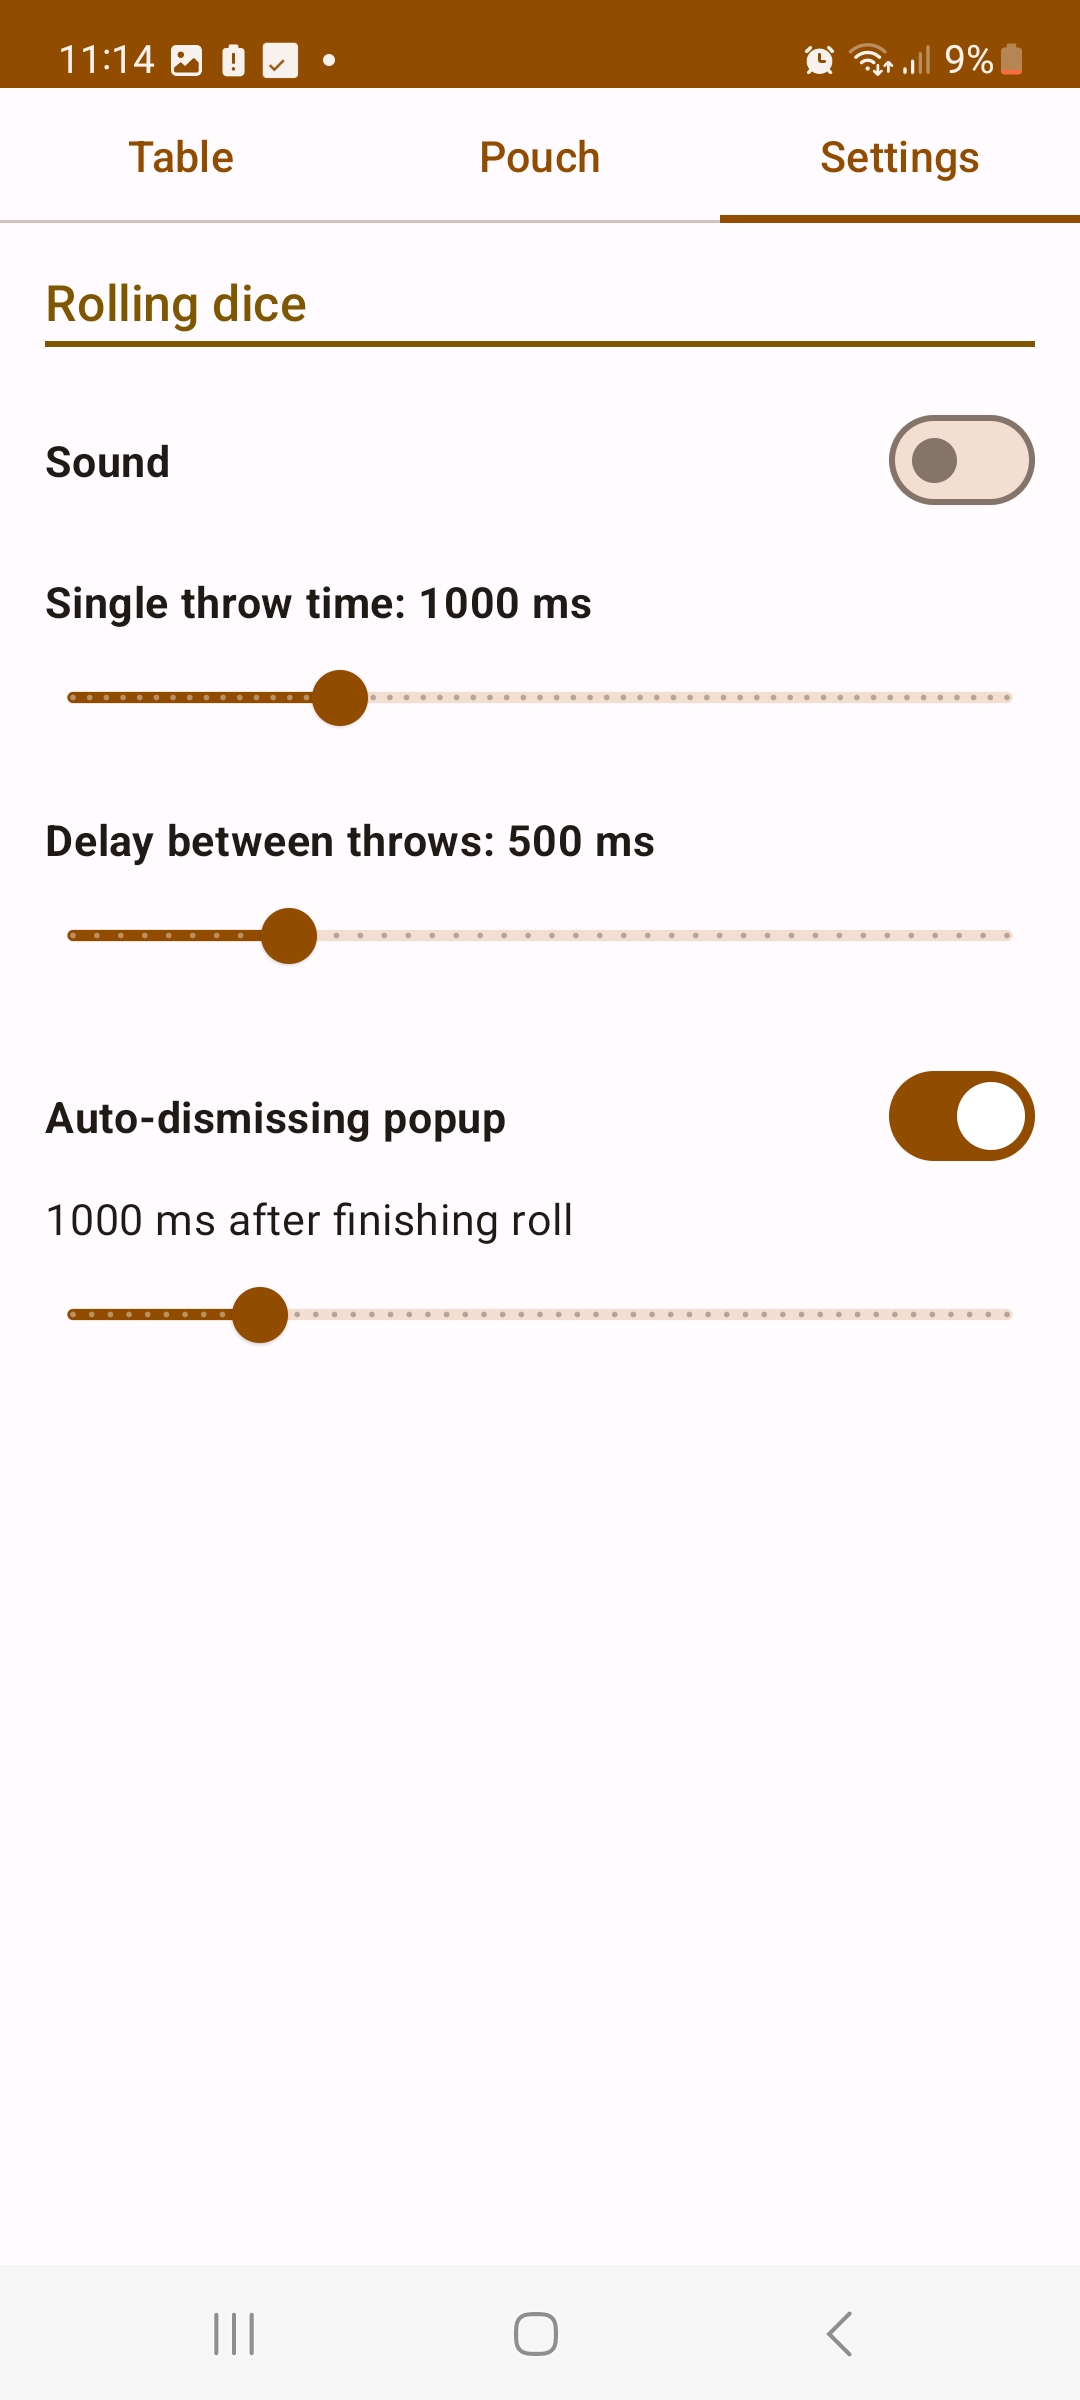 11:14 9%
Table Pouch Settings
Rolling dice
Sound
Single throw time: 1000 ms
Delay between throws: 500 ms
Auto-dismissing popup
1000 ms after finishing roll